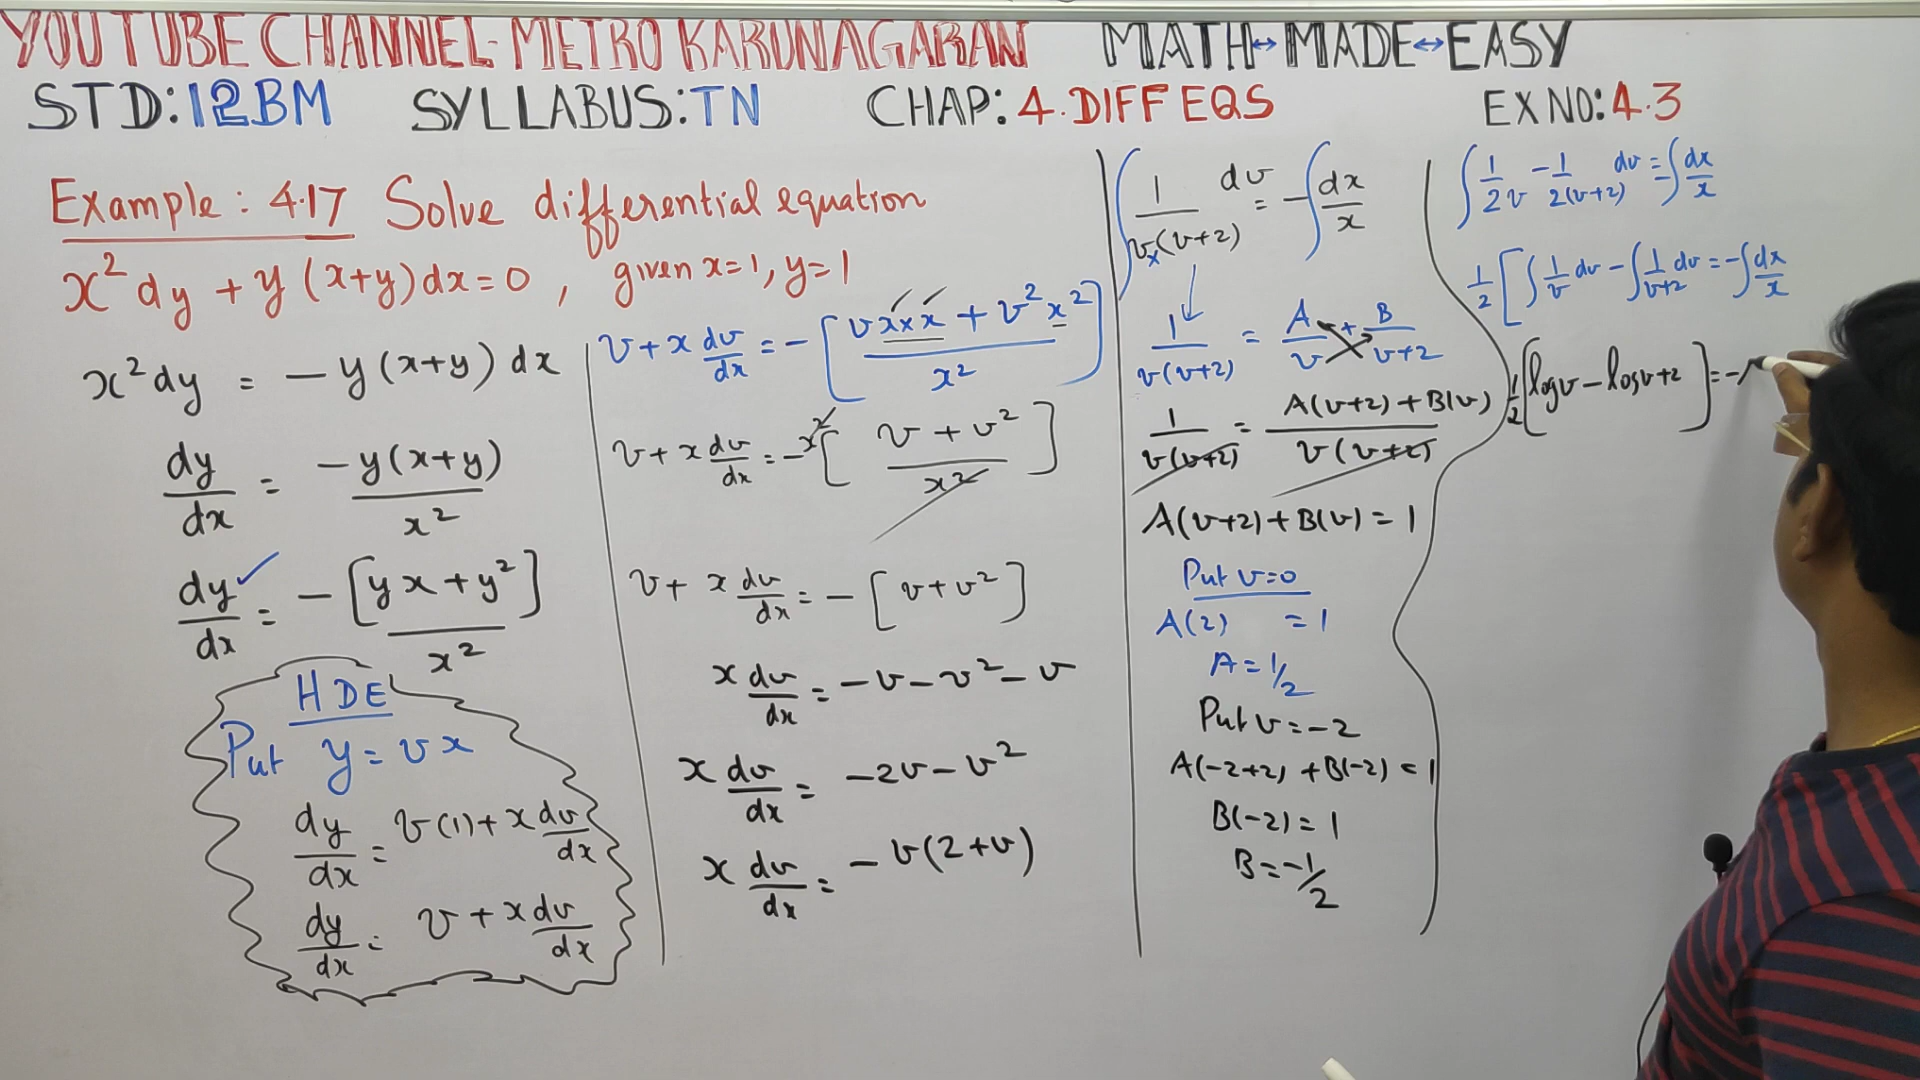 YOUTUBE CHANNEL-METRO KARUNAGARAN MATH↔MADE↔EASY
STD:12BM SYLLABUS:TN CHAP:4.DIFF EQS EX NO:4.3
Example: 4.17 Solve differential equation
x² dy + y (x+y) dx = 0 , given x=1, y=1
x² dy = -y (x+y) dx
dy/dx = -y(x+y)/x²
dy/dx ✓ = -[yx+y²]/x²
HDE
Put y = vx
dy/dx = v(1) + x dv/dx
dy/dx = v + x dv/dx
v + x dv/dx = -[(v x×x + v² x²)/x²]
v + x dv/dx = -x² [(v + v²)/x²]
v + x dv/dx = -[v + v²]
x dv/dx = -v - v² - v
x dv/dx = -2v - v²
x dv/dx = -v(2+v)
∫ 1/(v×(v+2)) dv = -∫ dx/x
1/(v(v+2)) = A/v + B/(v+2)
1/(v(v+2)) = (A(v+2) + B(v))/(v(v+2))
A(v+2) + B(v) = 1
Put v=0
A(2) = 1
A = 1/2
Put v = -2
A(-2+2) + B(-2) = 1
B(-2) = 1
B = -1/2
∫ 1/2v - 1/2(v+2) dv = -∫ dx/x
1/2 [∫ 1/v dv - ∫ 1/v+2 dv = -∫ dx/x
1/2 [log v - log v+2] = -